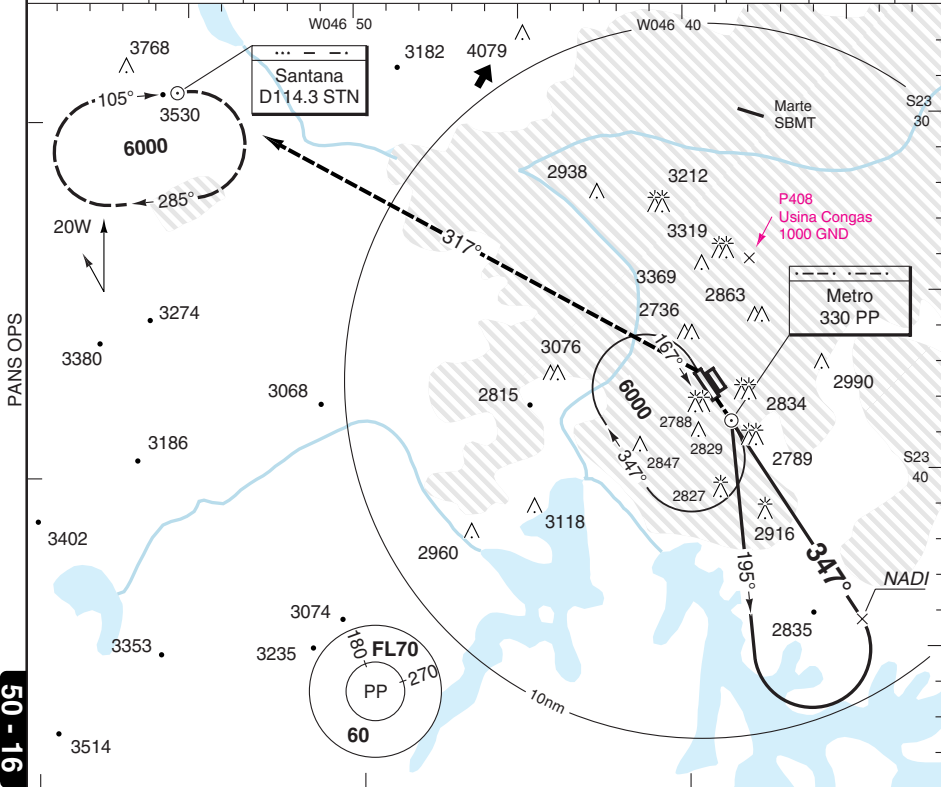 W046 50
W046 40
3768
3182
4079
Santana
D114.3 STN
105°
3530
6000
285°
Marte
SBMT
S23
30
2938
3212
P408
Usina Congas
1000 GND
20W
317°
3319
3369
2863
Metro
330 PP
3274
2736
167°
PANS OPS
3380
3076
2990
3068
2815
6000
2834
2788
2829
2789
3186
347°
2847
S23
40
2827
3402
3118
2916
2960
347°
195°
NADI
3074
2835
3353
3235
180
FL70
270
PP
60
10nm
50 - 16
3514